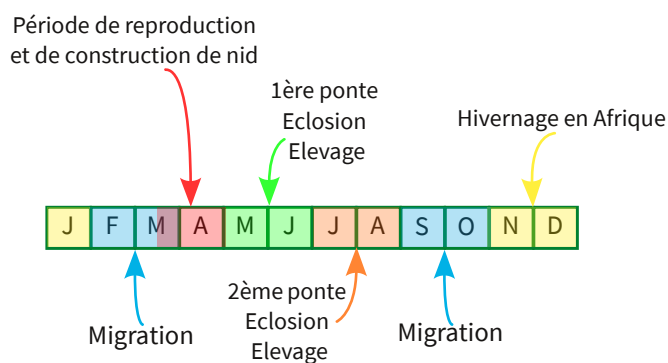 Période de reproduction
et de construction de nid
1ère ponte
Eclosion
Elevage
Hivernage en Afrique
J F M A M J J A S O N D
Migration
2ème ponte
Eclosion
Elevage
Migration